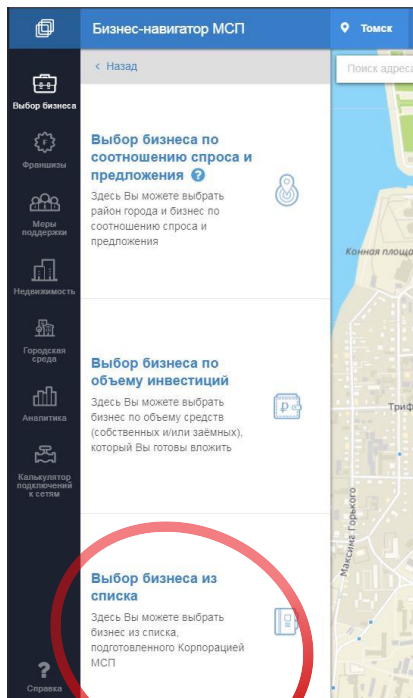 Бизнес-навигатор МСП
Томск
< Назад
Поиск адреса
Выбор бизнеса
Франшизы
Меры
поддержки
Недвижимость
Городская
среда
Аналитика
Калькулятор
подключений
к сетям
?
Справка
Выбор бизнеса по
соотношению спроса и
предложения ?
Здесь Вы можете выбрать
район города и бизнес по
соотношению спроса и
предложения
Выбор бизнеса по
объему инвестиций
Здесь Вы можете выбрать
бизнес по объему средств
(собственных и/или заёмных),
который Вы готовы вложить
Выбор бизнеса из
списка
Здесь Вы можете выбрать
бизнес из списка,
подготовленного Корпорацией
МСП
Конная площа
Триф
Максима Горького